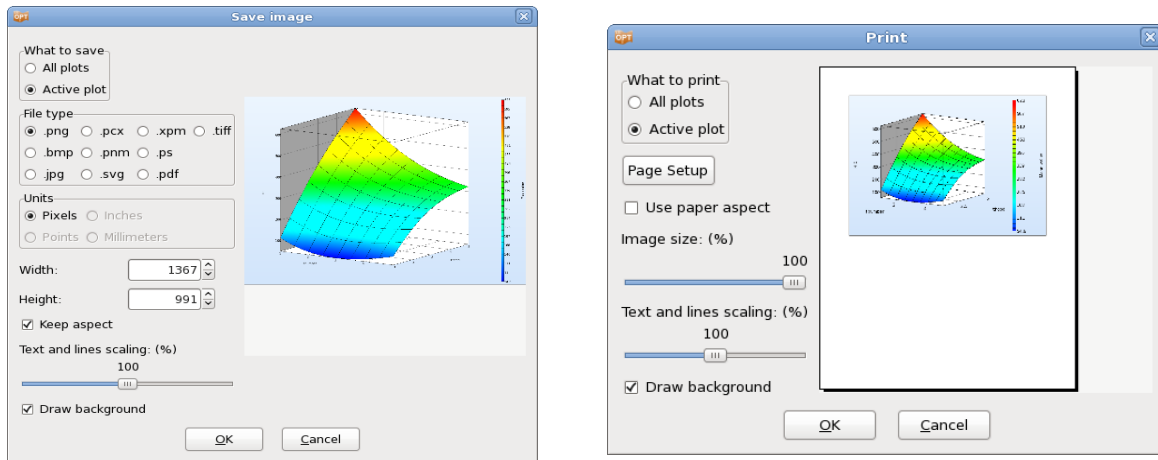 OPT Save image
What to save
All plots
Active plot
File type
.png .pcx .xpm .tiff
.bmp .pnm .ps
.jpg .svg .pdf
Units
Pixels Inches
Points Millimeters
Width: 1367
Height: 991
Keep aspect
Text and lines scaling: (%)
100
Draw background
OK Cancel
OPT Print
What to print
All plots
Active plot
Page Setup
Use paper aspect
Image size: (%)
100
Text and lines scaling: (%)
100
Draw background
OK Cancel